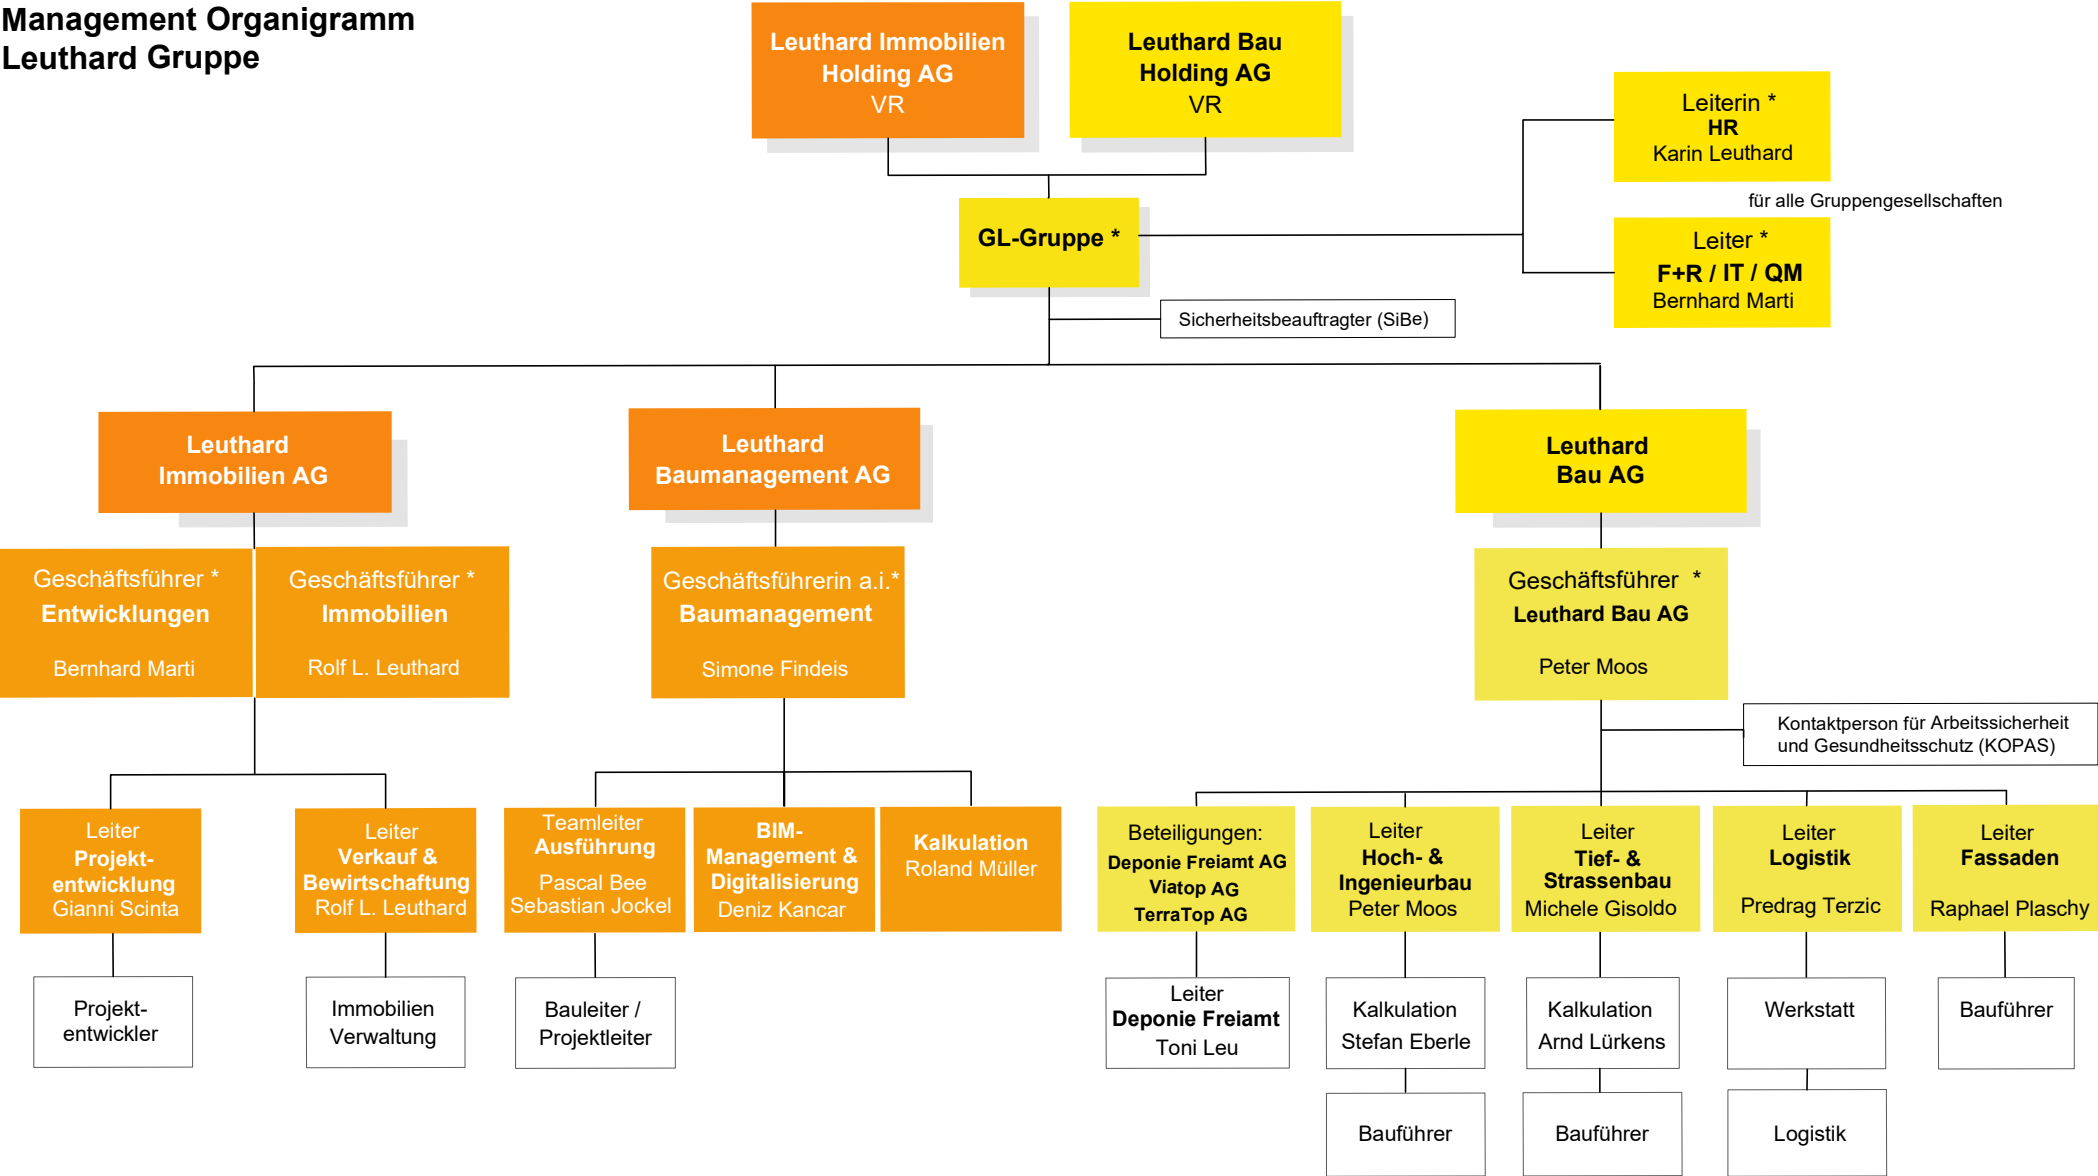 Management Organigramm
Leuthard Gruppe
Leuthard Immobilien
Holding AG
VR
Leuthard Bau
Holding AG
VR
Leiterin *
HR
Karin Leuthard
für alle Gruppengesellschaften
GL-Gruppe *
Leiter *
F+R / IT / QM
Bernhard Marti
Sicherheitsbeauftragter (SiBe)
Leuthard
Immobilien AG
Leuthard
Baumanagement AG
Leuthard
Bau AG
Geschäftsführer *
Entwicklungen
Bernhard Marti
Geschäftsführer *
Immobilien
Rolf L. Leuthard
Geschäftsführerin a.i.*
Baumanagement
Simone Findeis
Geschäftsführer *
Leuthard Bau AG
Peter Moos
Kontaktperson für Arbeitssicherheit
und Gesundheitsschutz (KOPAS)
Leiter
Projekt-
entwicklung
Gianni Scinta
Leiter
Verkauf &
Bewirtschaftung
Rolf L. Leuthard
Teamleiter
Ausführung
Pascal Bee
Sebastian Jockel
BIM-
Management &
Digitalisierung
Deniz Kancar
Kalkulation
Roland Müller
Beteiligungen:
Deponie Freiamt AG
Viatop AG
TerraTop AG
Leiter
Hoch- &
Ingenieurbau
Peter Moos
Leiter
Tief- &
Strassenbau
Michele Gisoldo
Leiter
Logistik
Predrag Terzic
Leiter
Fassaden
Raphael Plaschy
Projekt-
entwickler
Immobilien
Verwaltung
Bauleiter /
Projektleiter
Leiter
Deponie Freiamt
Toni Leu
Kalkulation
Stefan Eberle
Kalkulation
Arnd Lürkens
Werkstatt
Bauführer
Bauführer
Bauführer
Logistik